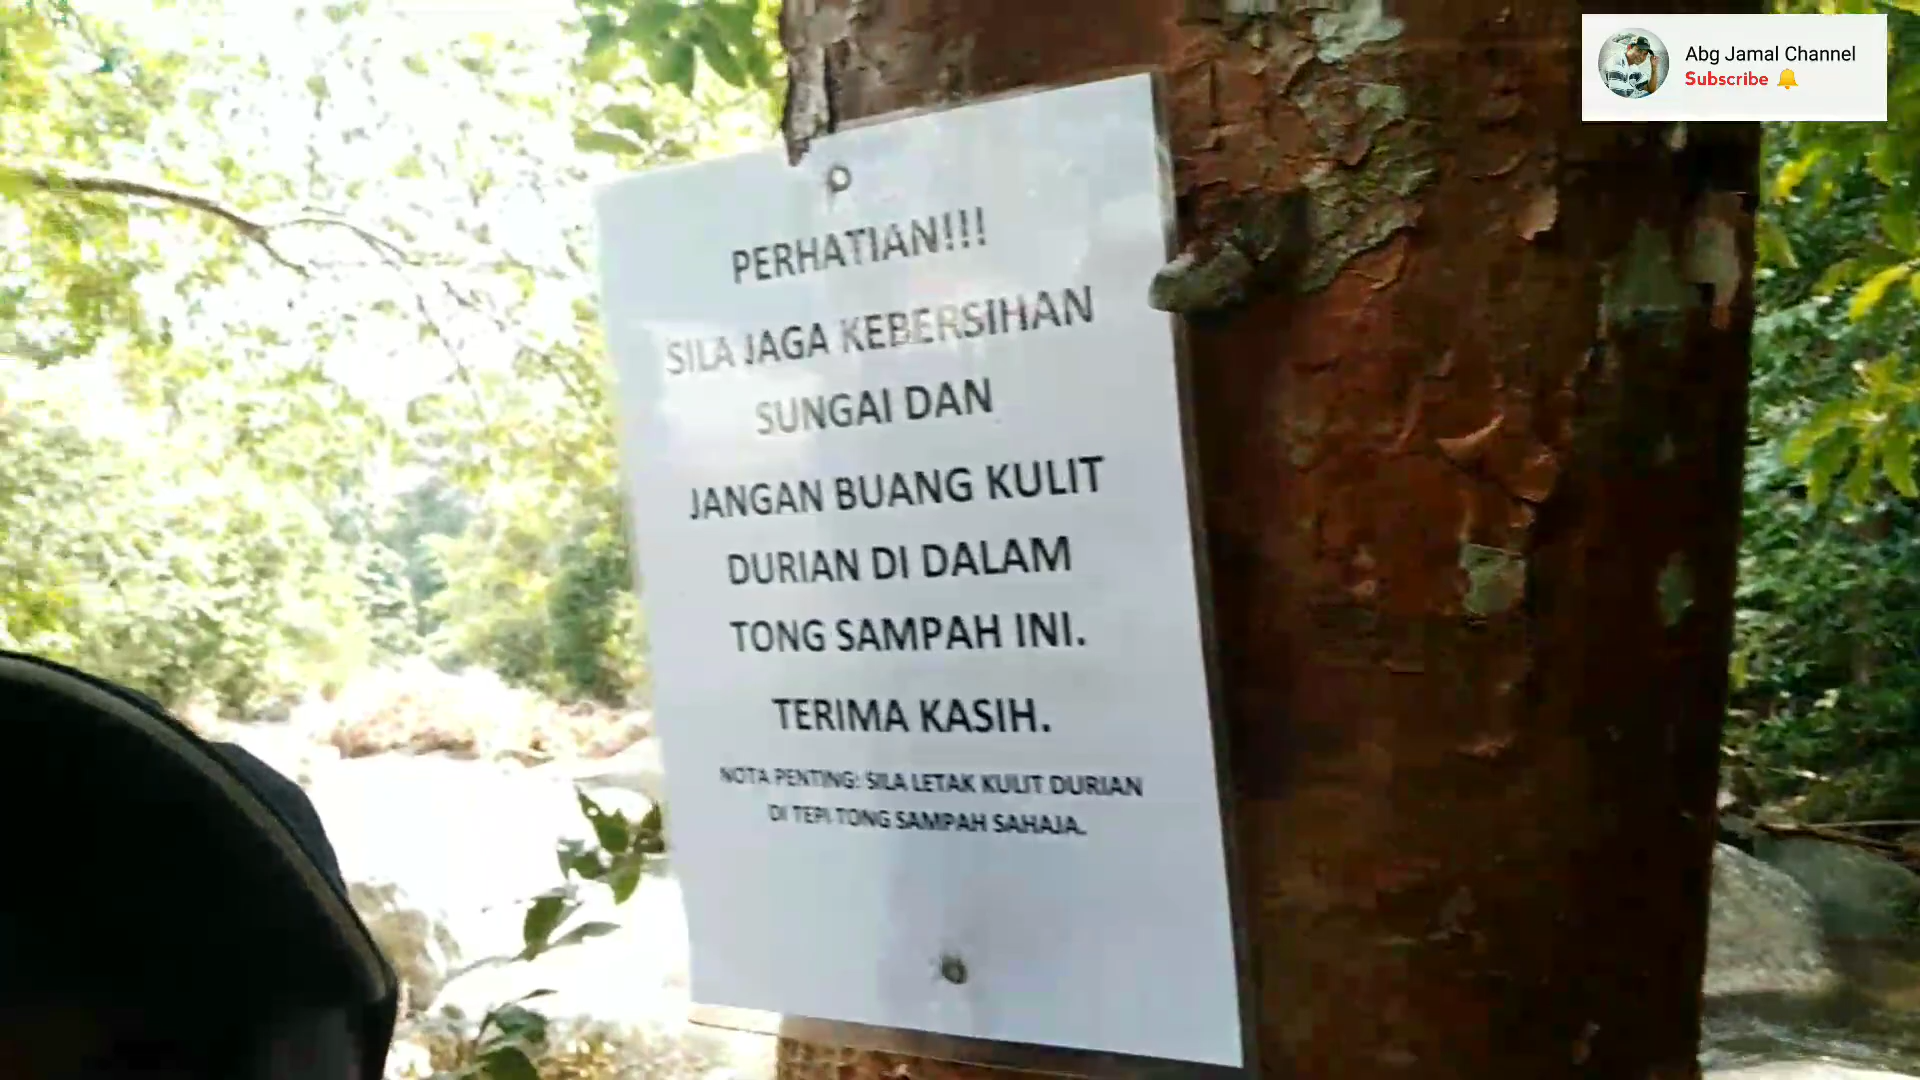 Abg Jamal Channel
Subscribe
PERHATIAN!!!
SILA JAGA KEBERSIHAN
SUNGAI DAN
JANGAN BUANG KULIT
DURIAN DI DALAM
TONG SAMPAH INI.
TERIMA KASIH.
NOTA PENTING: SILA LETAK KULIT DURIAN
DI TEPI TONG SAMPAH SAHAJA.